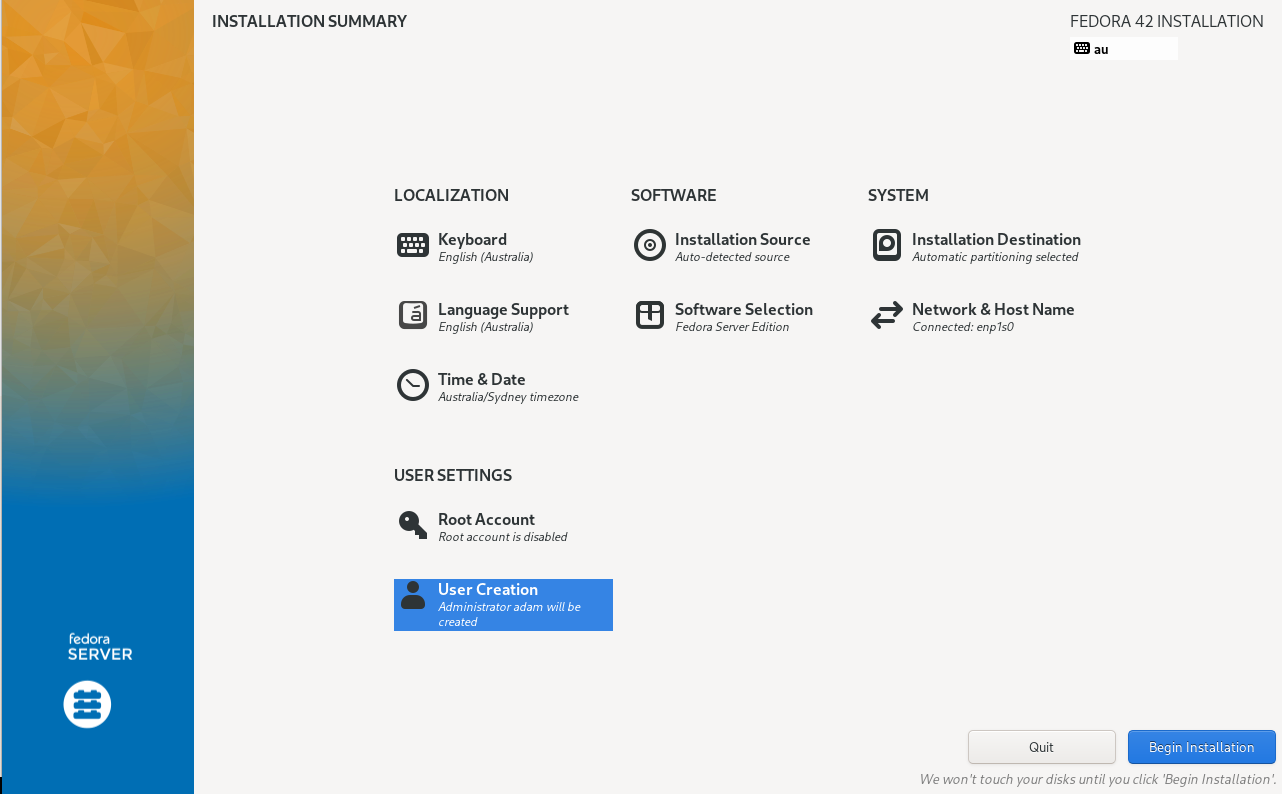 INSTALLATION SUMMARY
FEDORA 42 INSTALLATION
au
LOCALIZATION
Keyboard
English (Australia)
Language Support
English (Australia)
Time & Date
Australia/Sydney timezone
SOFTWARE
Installation Source
Auto-detected source
Software Selection
Fedora Server Edition
SYSTEM
Installation Destination
Automatic partitioning selected
Network & Host Name
Connected: enp1s0
USER SETTINGS
Root Account
Root account is disabled
User Creation
Administrator adam will be
created
fedora
SERVER
Quit
Begin Installation
We won't touch your disks until you click 'Begin Installation'.